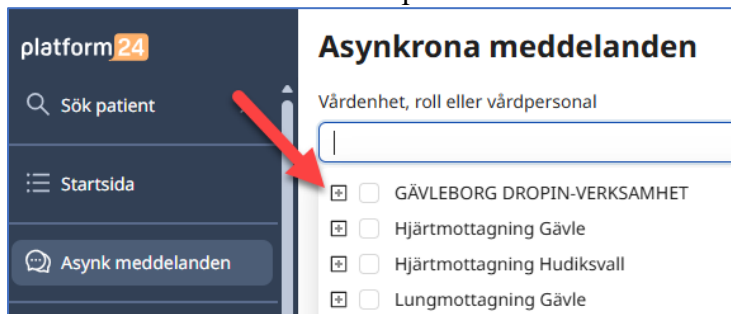 platform24
Sök patient
Startsida
Asynk meddelanden
Asynkrona meddelanden
Vårdenhet, roll eller vårdpersonal
GÄVLEBORG DROPIN-VERKSAMHET
Hjärtmottagning Gävle
Hjärtmottagning Hudiksvall
Lungmottagning Gävle